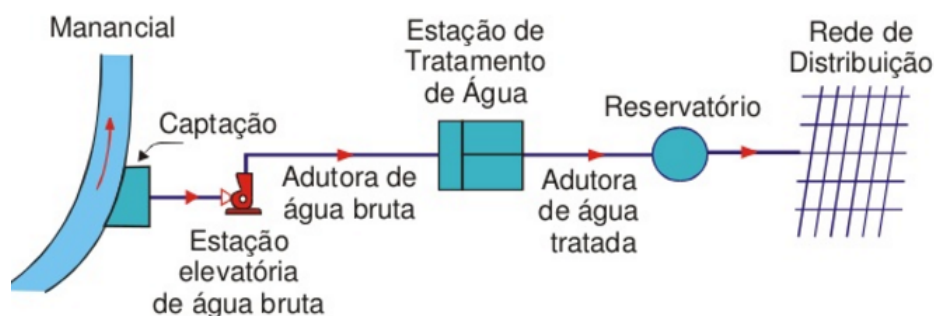 Manancial
Captação
Estação
elevatória
de água bruta
Adutora de
água bruta
Estação de
Tratamento
de Água
Adutora
de água
tratada
Reservatório
Rede de
Distribuição